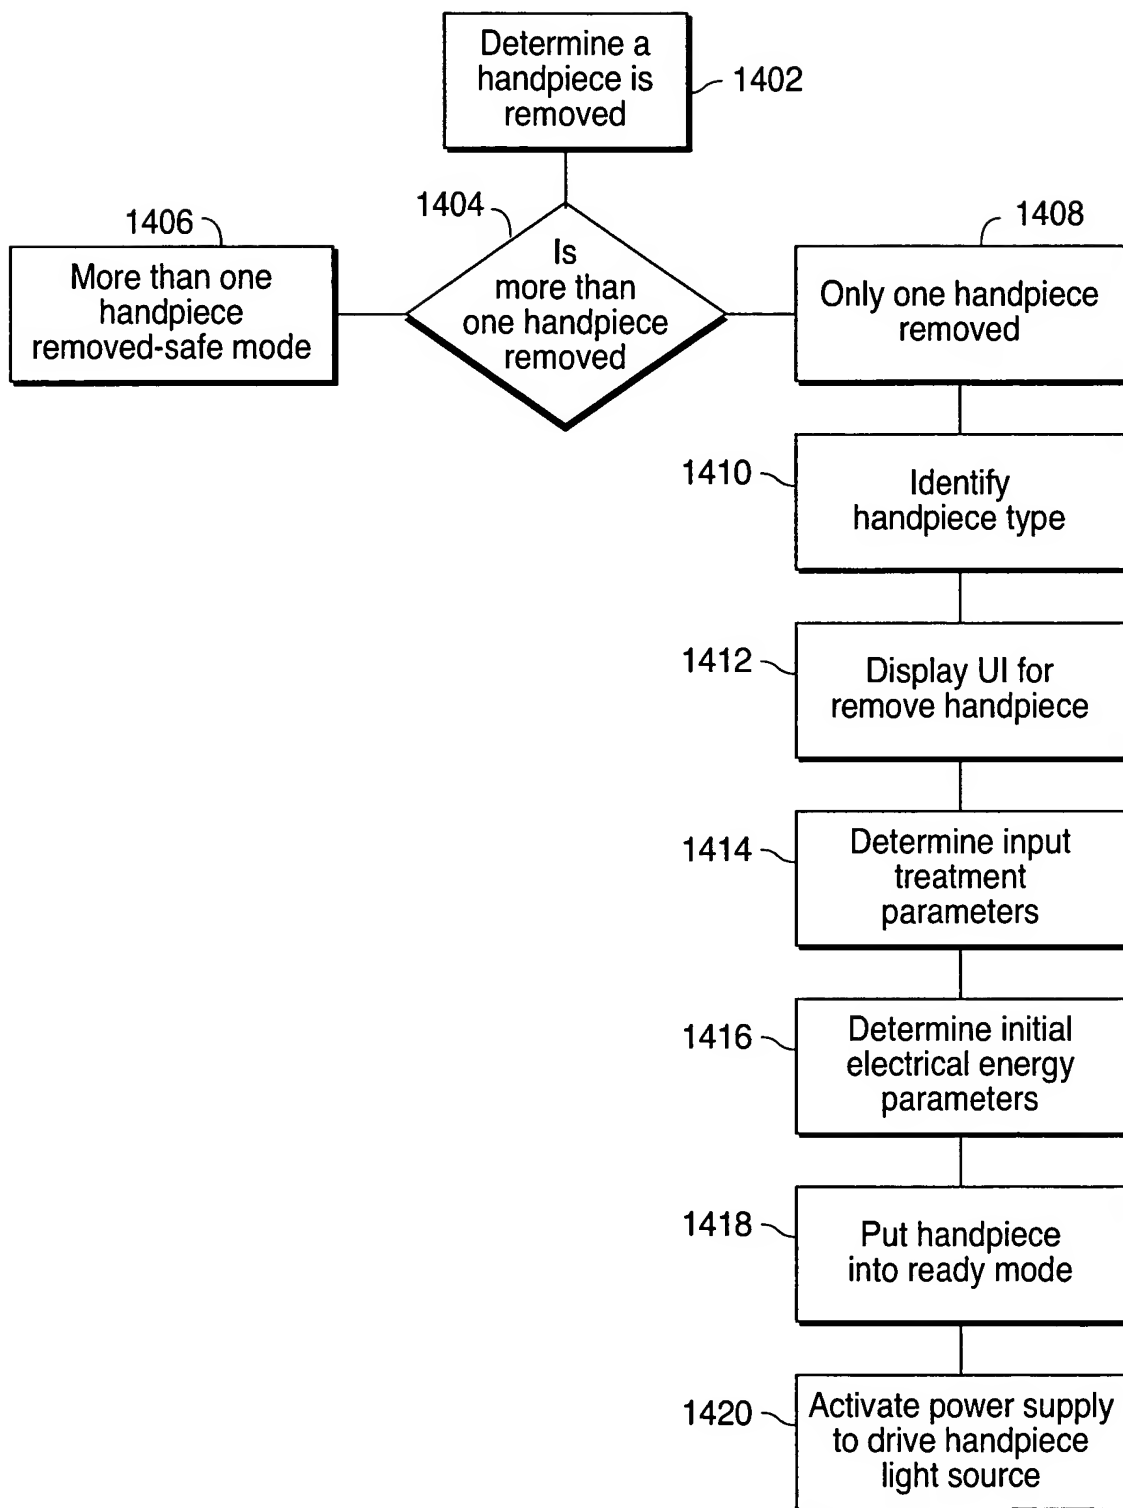 Determine a
handpiece is
removed
1402
1404
Is
more than
one handpiece
removed
1406
More than one
handpiece
removed-safe mode
1408
Only one handpiece
removed
1410
Identify
handpiece type
1412
Display UI for
remove handpiece
1414
Determine input
treatment
parameters
1416
Determine initial
electrical energy
parameters
1418
Put handpiece
into ready mode
1420
Activate power supply
to drive handpiece
light source